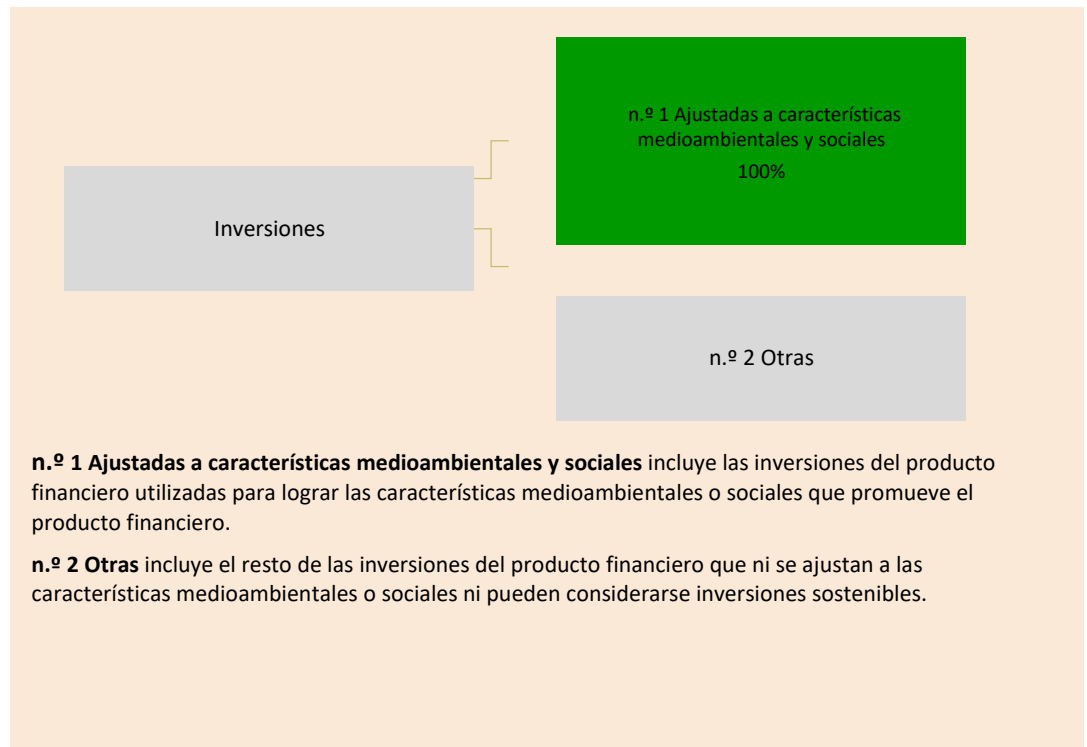 n.º 1 Ajustadas a características
medioambientales y sociales
100%
Inversiones
n.º 2 Otras
n.º 1 Ajustadas a características medioambientales y sociales incluye las inversiones del producto
financiero utilizadas para lograr las características medioambientales o sociales que promueve el
producto financiero.
n.º 2 Otras incluye el resto de las inversiones del producto financiero que ni se ajustan a las
características medioambientales o sociales ni pueden considerarse inversiones sostenibles.